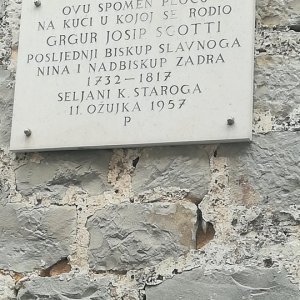 OVU SPOMEN PLOČU
NA KUĆI U KOJOJ SE RODIO
GRGUR JOSIP SCOTTI
POSLJEDNJI BISKUP SLAVNOGA
NINA I NADBISKUP ZADRA
1732–1817
SELJANI K. STAROGA
11. OŽUJKA 1957
P